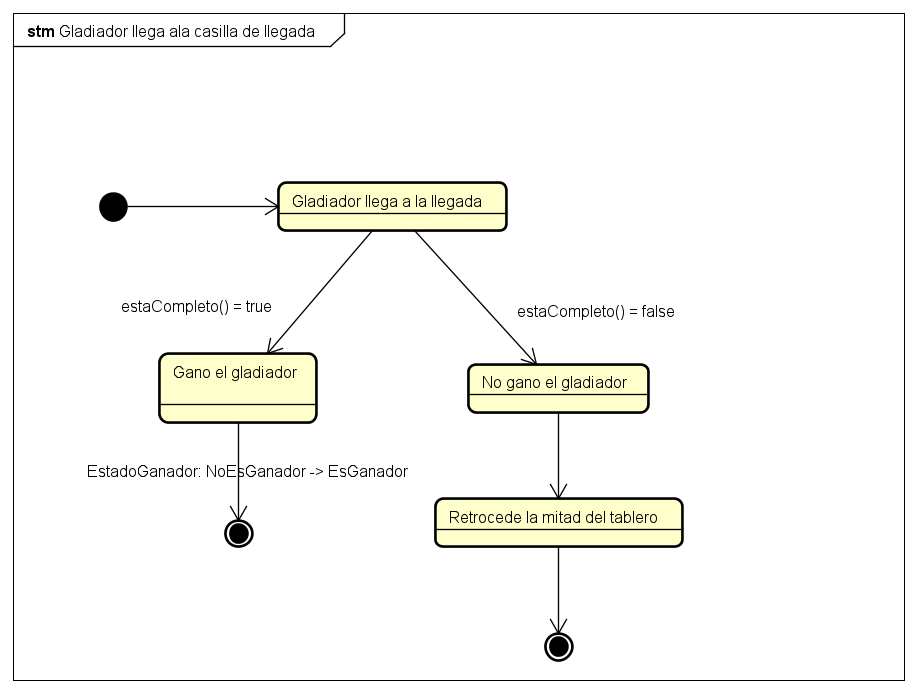 stm Gladiador llega ala casilla de llegada
Gladiador llega a la llegada
estaCompleto() = true
estaCompleto() = false
Gano el gladiador
No gano el gladiador
EstadoGanador: NoEsGanador -> EsGanador
Retrocede la mitad del tablero